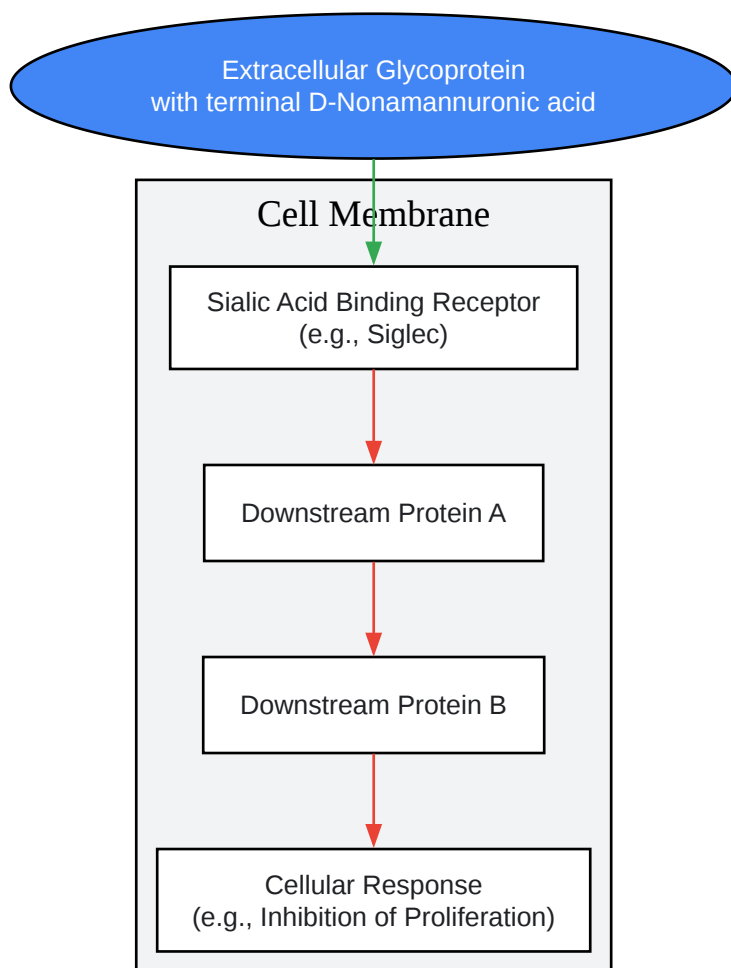 Extracellular Glycoprotein
with terminal D-Nonamannuronic acid
Cell Membrane
Sialic Acid Binding Receptor
(e.g., Siglec)
Downstream Protein A
Downstream Protein B
Cellular Response
(e.g., Inhibition of Proliferation)